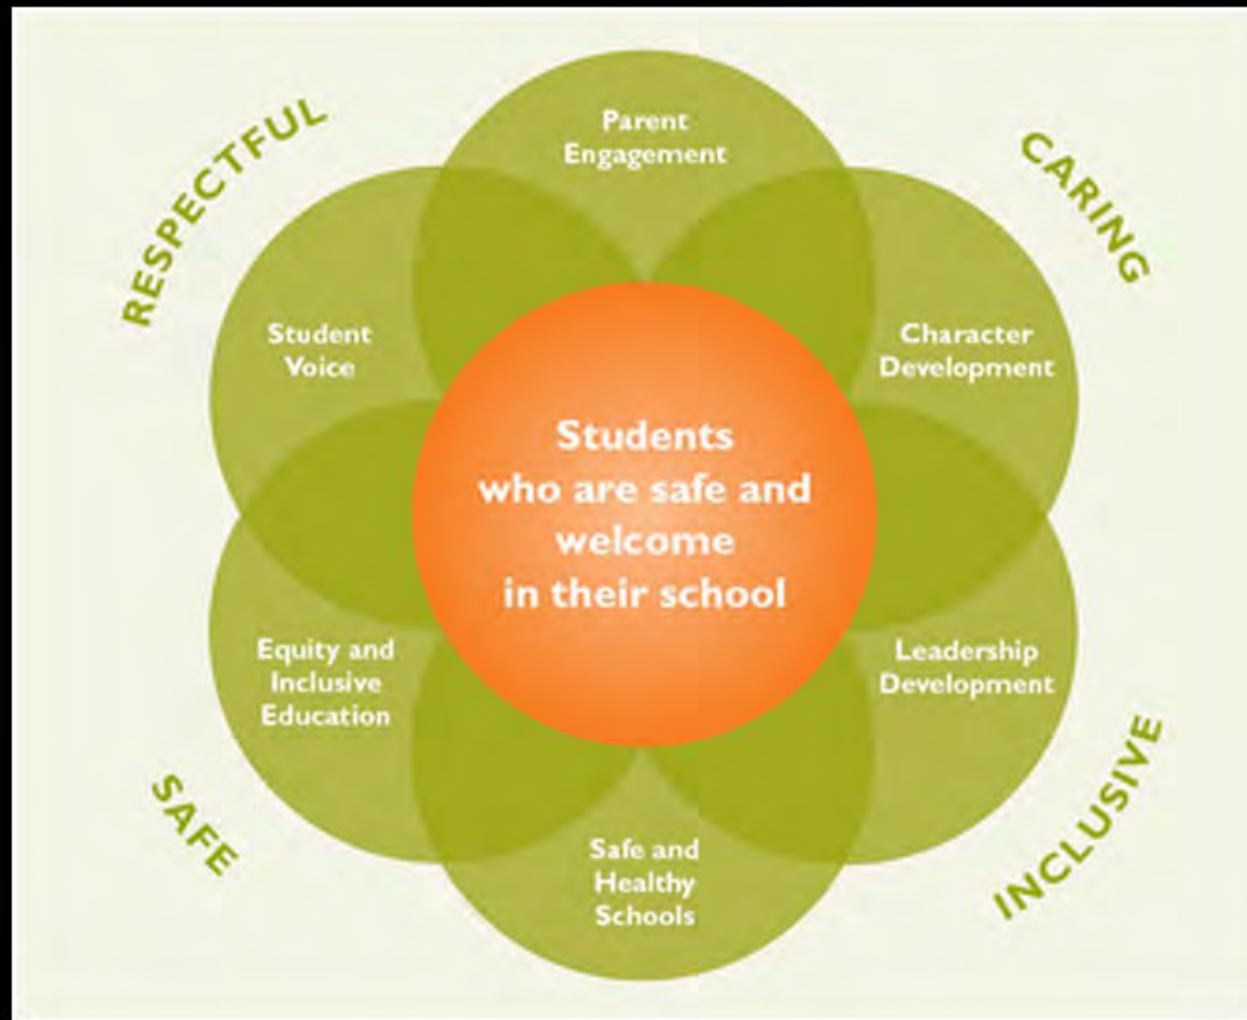 RESPECTFUL
CARING
Parent
Engagement
Student
Voice
Character
Development
Students
who are safe and
welcome
in their school
Equity and
Inclusive
Education
Leadership
Development
Safe and
Healthy
Schools
SAFE
INCLUSIVE